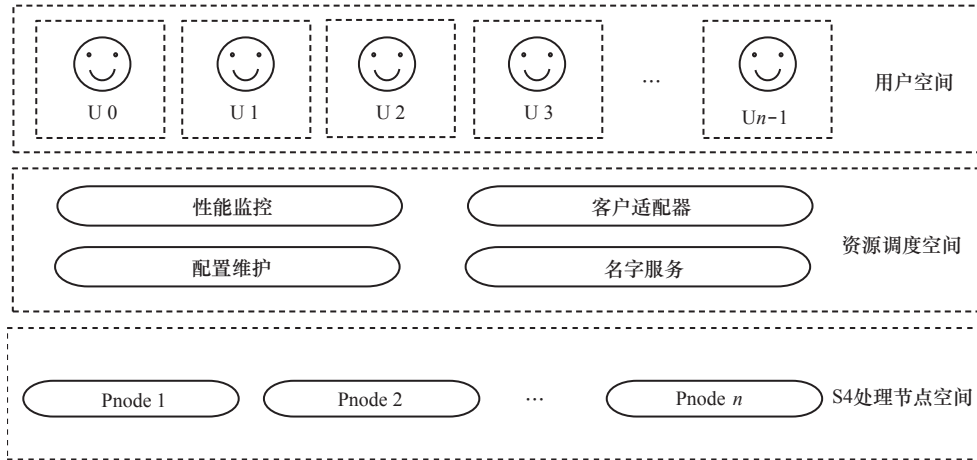 U 0
U 1
U 2
U 3
…
Un−1
用户空间
性能监控
客户适配器
配置维护
名字服务
资源调度空间
Pnode 1
Pnode 2
…
Pnode n
S4处理节点空间